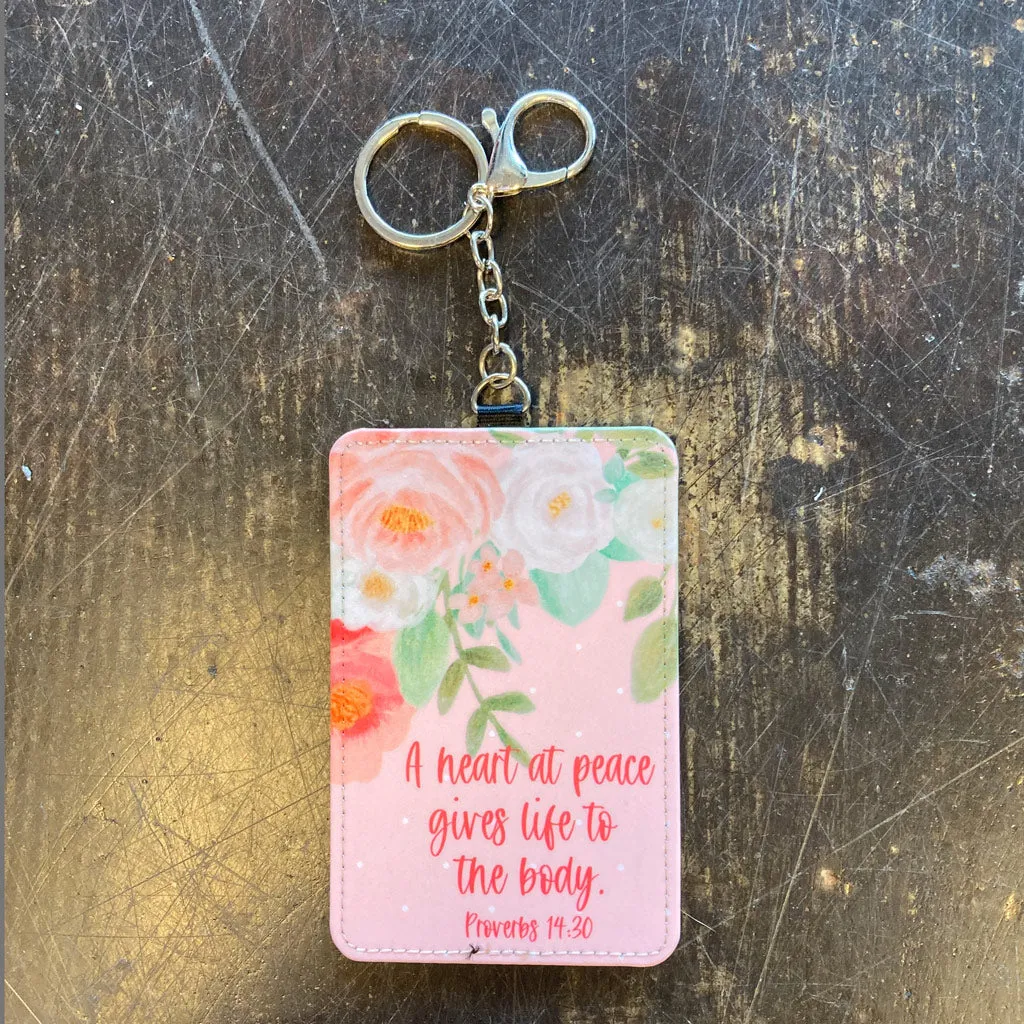 A heart at peace
gives life to
the body.
Proverbs 14:30